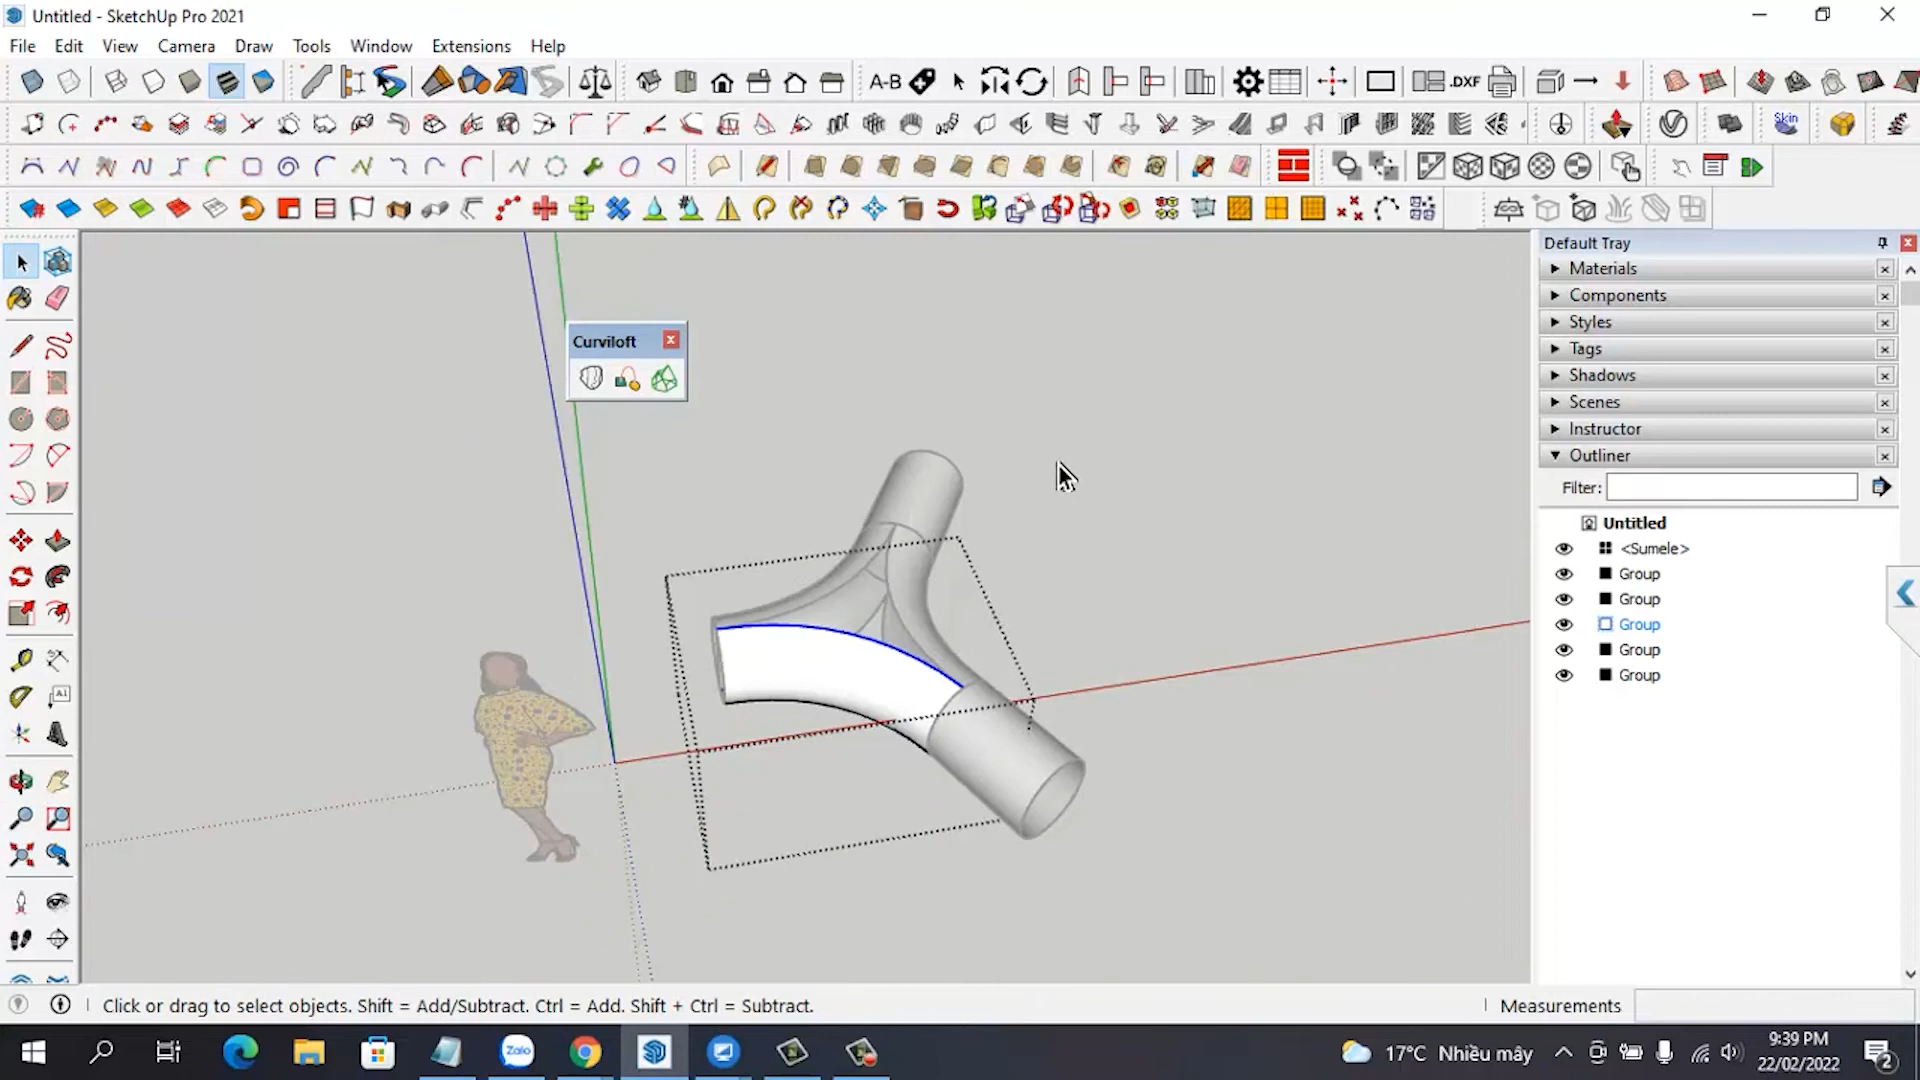 Untitled - SketchUp Pro 2021
File Edit View Camera Draw Tools Window Extensions Help
A-B
.DXF
Skin
Default Tray
Materials
Components
Styles
Tags
Shadows
Scenes
Instructor
Outliner
Filter:
Untitled
<Sumele>
Group
Group
Group
Group
Group
Curviloft
A1
Click or drag to select objects. Shift = Add/Subtract. Ctrl = Add. Shift + Ctrl = Subtract.
Measurements
Zalo
17°C Nhiều mây
9:39 PM
22/02/2022
2